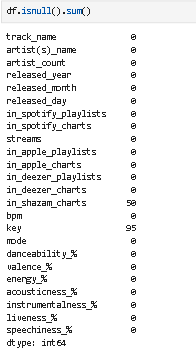 df.isnull().sum()
track_name 0
artist(s)_name 0
artist_count 0
released_year 0
released_month 0
released_day 0
in_spotify_playlists 0
in_spotify_charts 0
streams 0
in_apple_playlists 0
in_apple_charts 0
in_deezer_playlists 0
in_deezer_charts 0
in_shazam_charts 50
bpm 0
key 95
mode 0
danceability_% 0
valence_% 0
energy_% 0
acousticness_% 0
instrumentalness_% 0
liveness_% 0
speechiness_% 0
dtype: int64